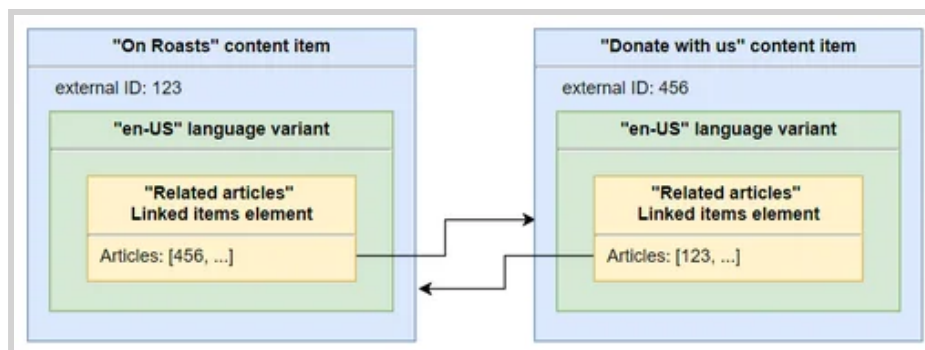 "On Roasts" content item
external ID: 123
"en-US" language variant
"Related articles"
Linked items element
Articles: [456, ...]
"Donate with us" content item
external ID: 456
"en-US" language variant
"Related articles"
Linked items element
Articles: [123, ...]